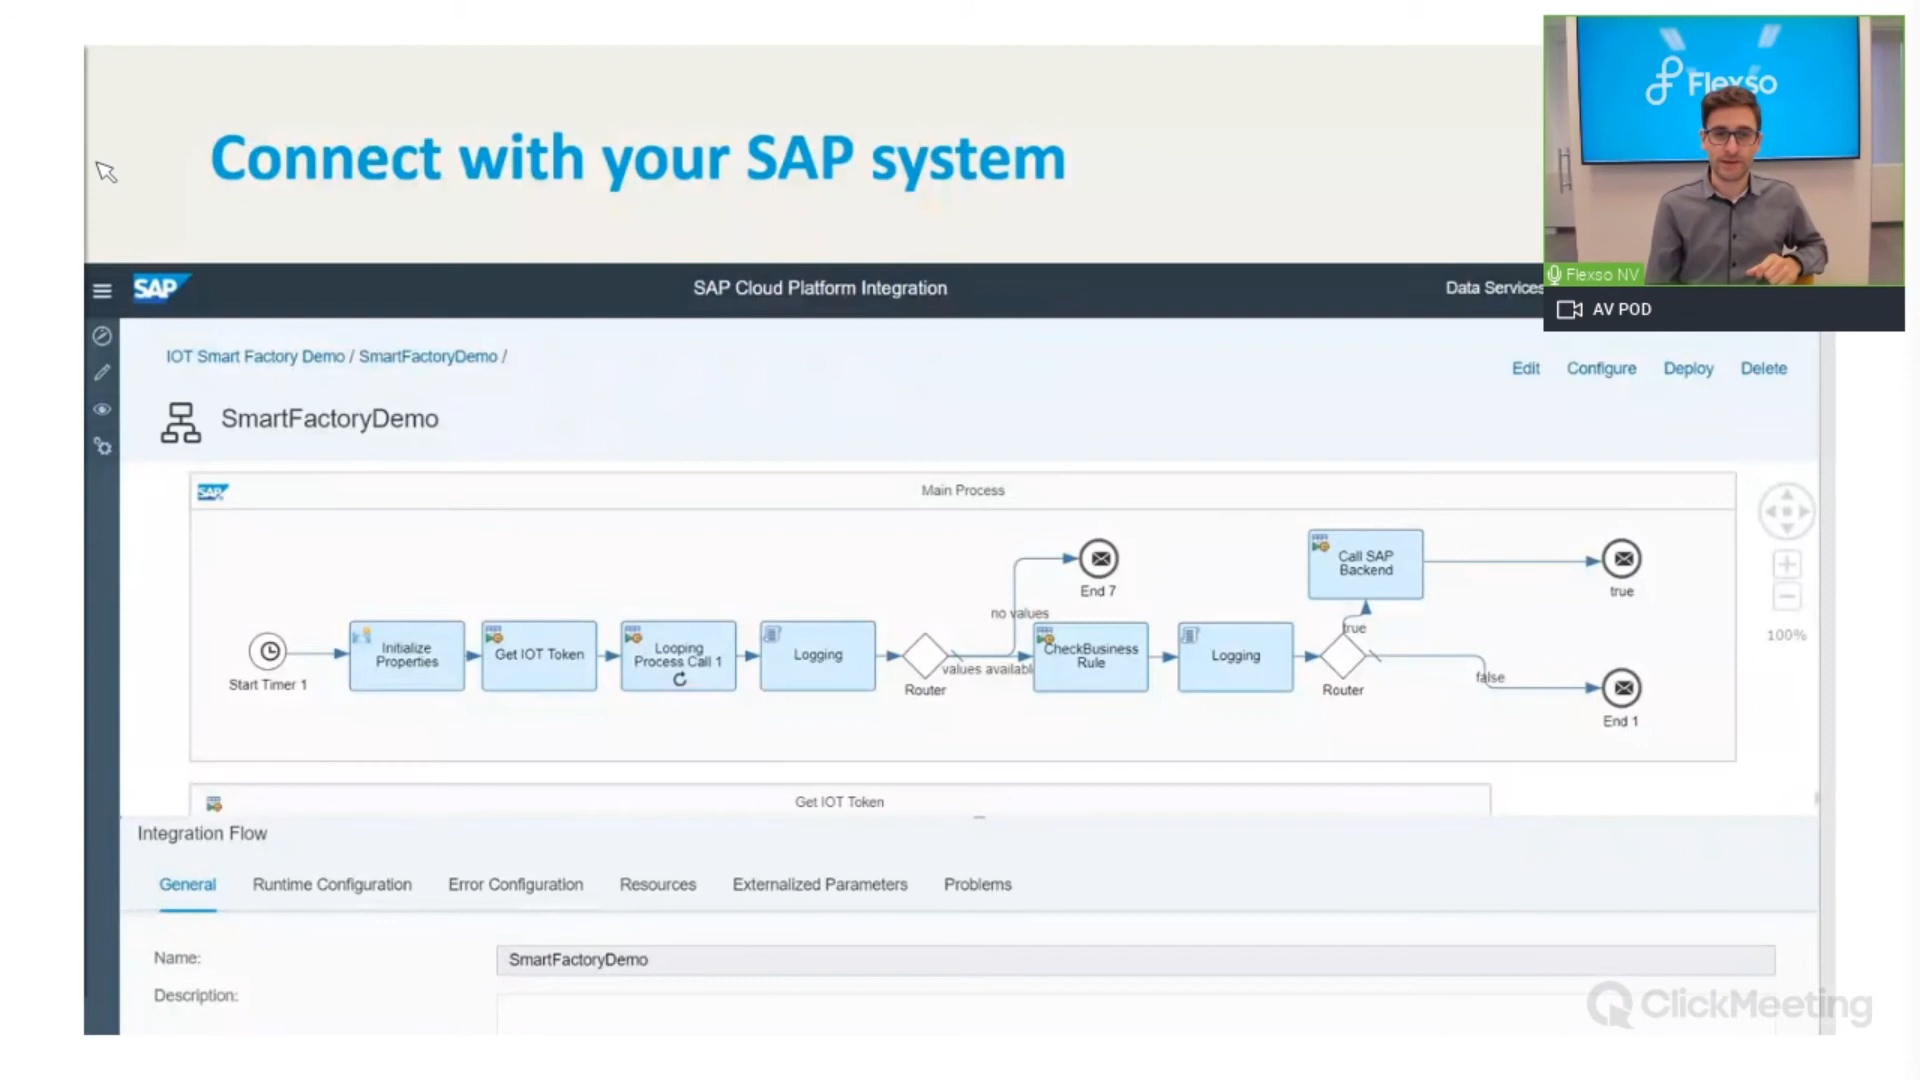 Flexso
Connect with your SAP system
Flexso NV
AV POD
SAP
SAP Cloud Platform Integration
Data Services
IOT Smart Factory Demo / SmartFactoryDemo /
Edit Configure Deploy Delete
SmartFactoryDemo
SAP
Main Process
Call SAP
Backend
End 7
true
no values
true
100%
Start Timer 1
Initialize
Properties
Get IOT Token
Looping
Process Call 1
Logging
Router
values availabl
CheckBusiness
Rule
Logging
Router
false
End 1
Get IOT Token
Integration Flow
General Runtime Configuration Error Configuration Resources Externalized Parameters Problems
Name: SmartFactoryDemo
Description:
ClickMeeting